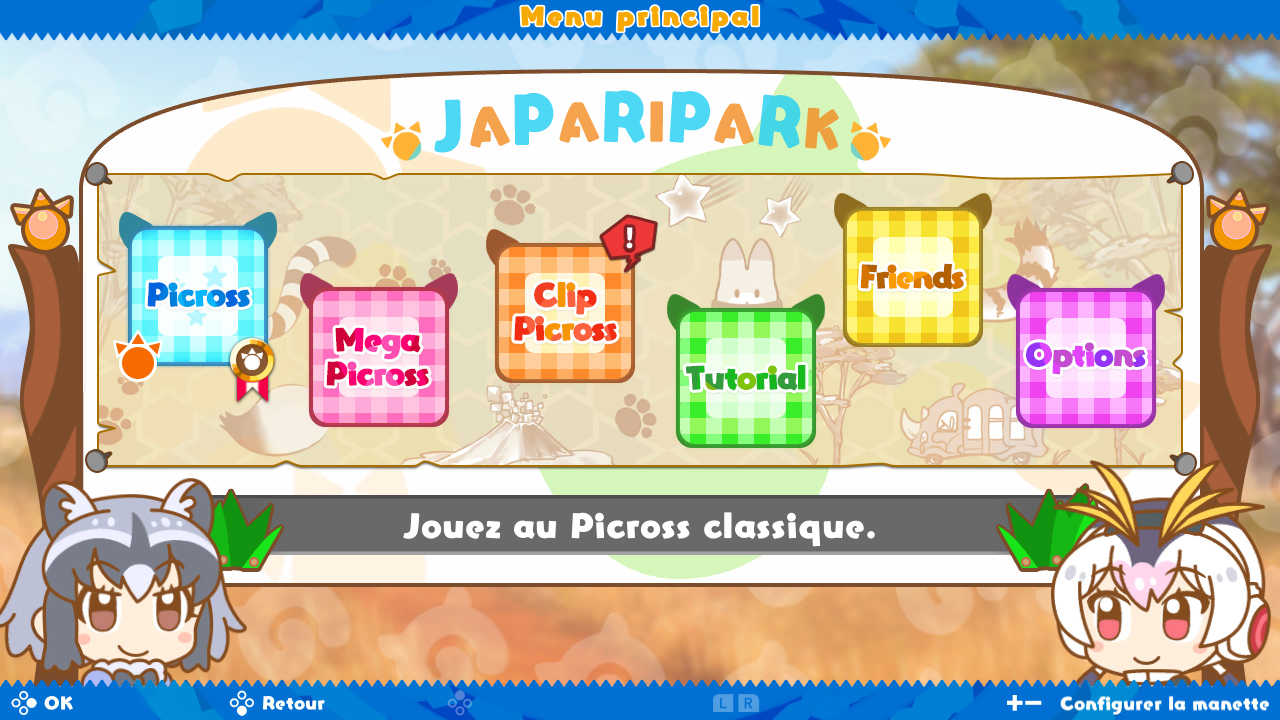 Menu principal
JAPARIPARK
Picross
Mega
Picross
Clip
Picross
!
Tutorial
Friends
Options
Jouez au Picross classique.
OK
Retour
L R
+− Configurer la manette